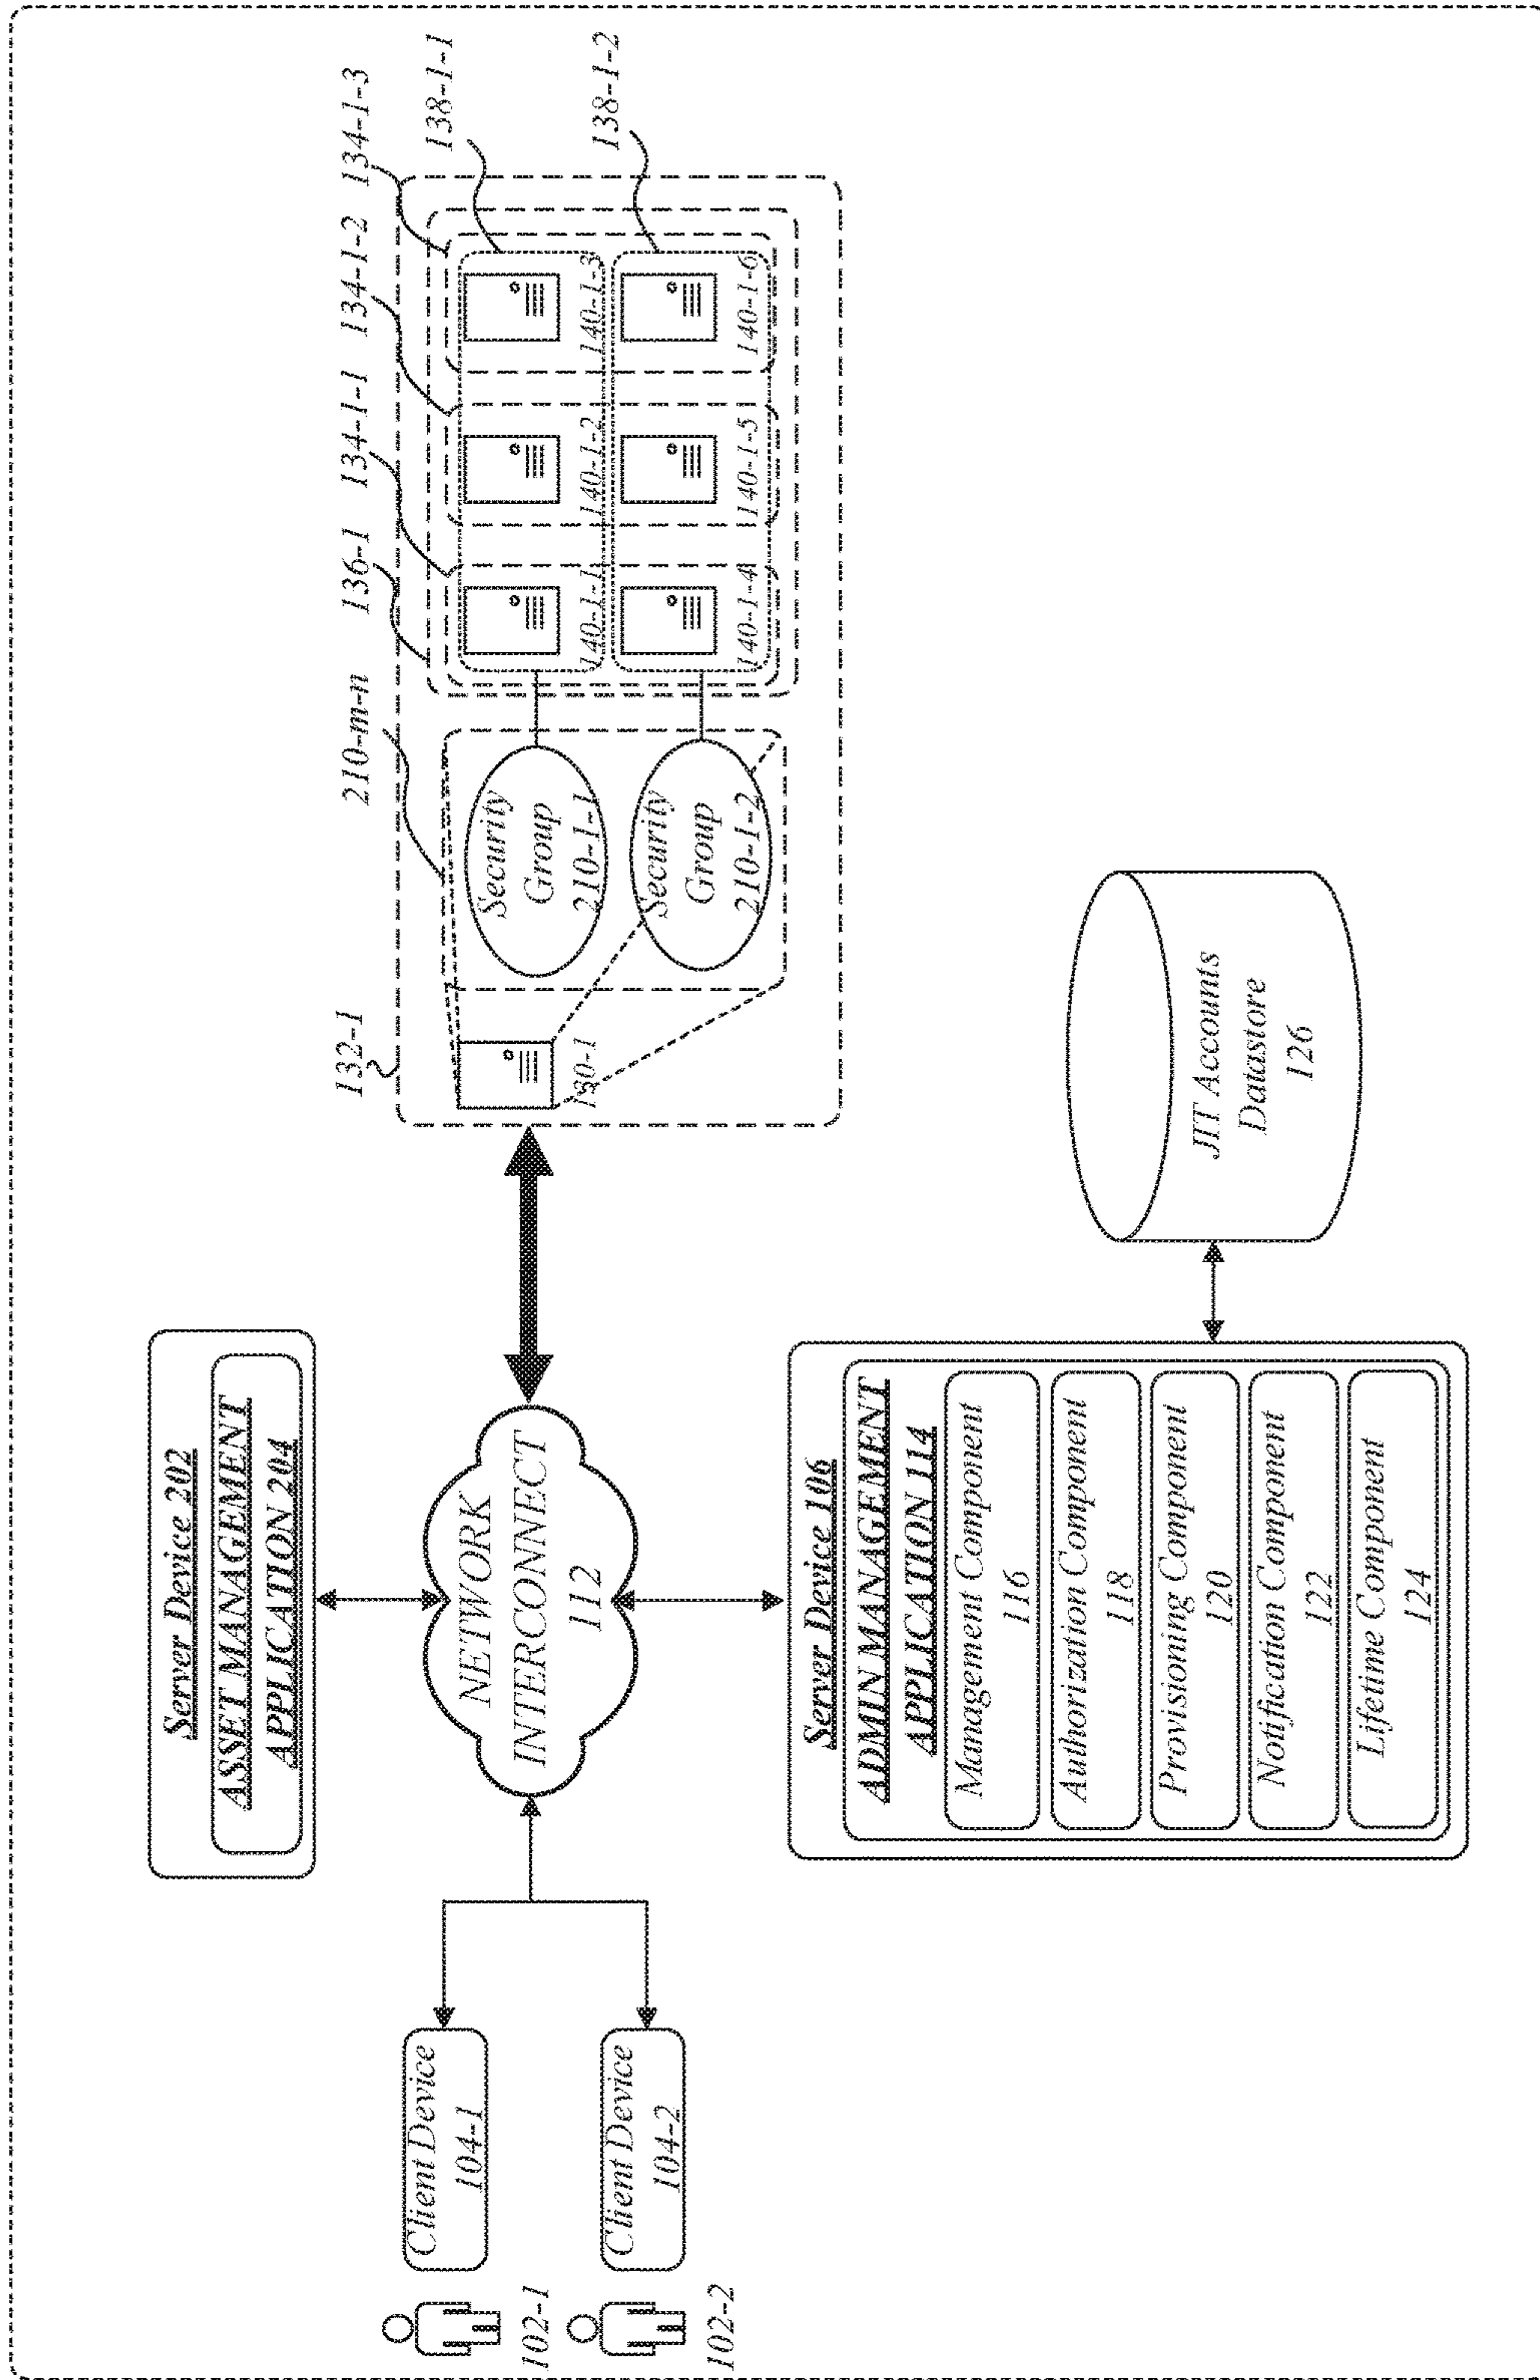 Server Device 202
ASSET MANAGEMENT
APPLICATION 204
132-1
210-m-n
136-1
134-1-1
134-1-2
134-1-3
138-1-1
138-1-2
102-1
Client Device
104-1
102-2
Client Device
104-2
NETWORK
INTERCONNECT
112
130-1
Security
Group
210-1-1
Security
Group
210-1-2
140-1-1
140-1-2
140-1-3
140-1-4
140-1-5
140-1-6
Server Device 106
ADMIN MANAGEMENT
APPLICATION 114
Management Component
116
Authorization Component
118
Provisioning Component
120
Notification Component
122
Lifetime Component
124
JIT Accounts
Datastore
126